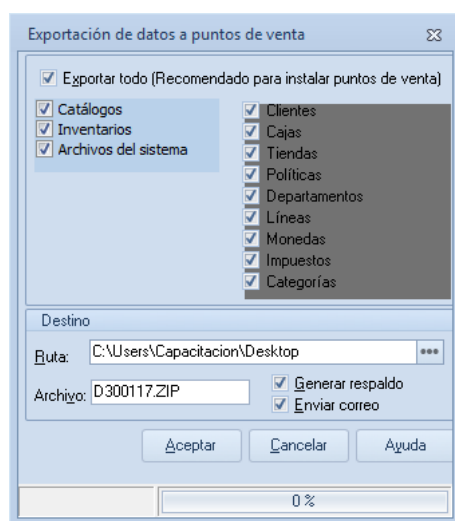 Exportación de datos a puntos de venta
Exportar todo (Recomendado para instalar puntos de venta)
Catálogos
Inventarios
Archivos del sistema
Clientes
Cajas
Tiendas
Políticas
Departamentos
Líneas
Monedas
Impuestos
Categorías
Destino
Ruta: C:\Users\Capacitacion\Desktop
Archivo: D300117.ZIP
Generar respaldo
Enviar correo
Aceptar Cancelar Ayuda
0 %